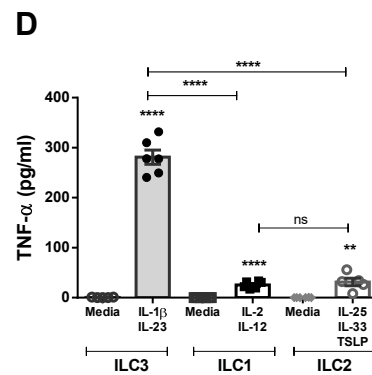 D
****
****
****
TNF-α (pg/ml)
400
300
200
100
0
ns
****
**
Media IL-1β Media IL-2 Media IL-25
IL-23 IL-12 IL-33
TSLP
ILC3 ILC1 ILC2